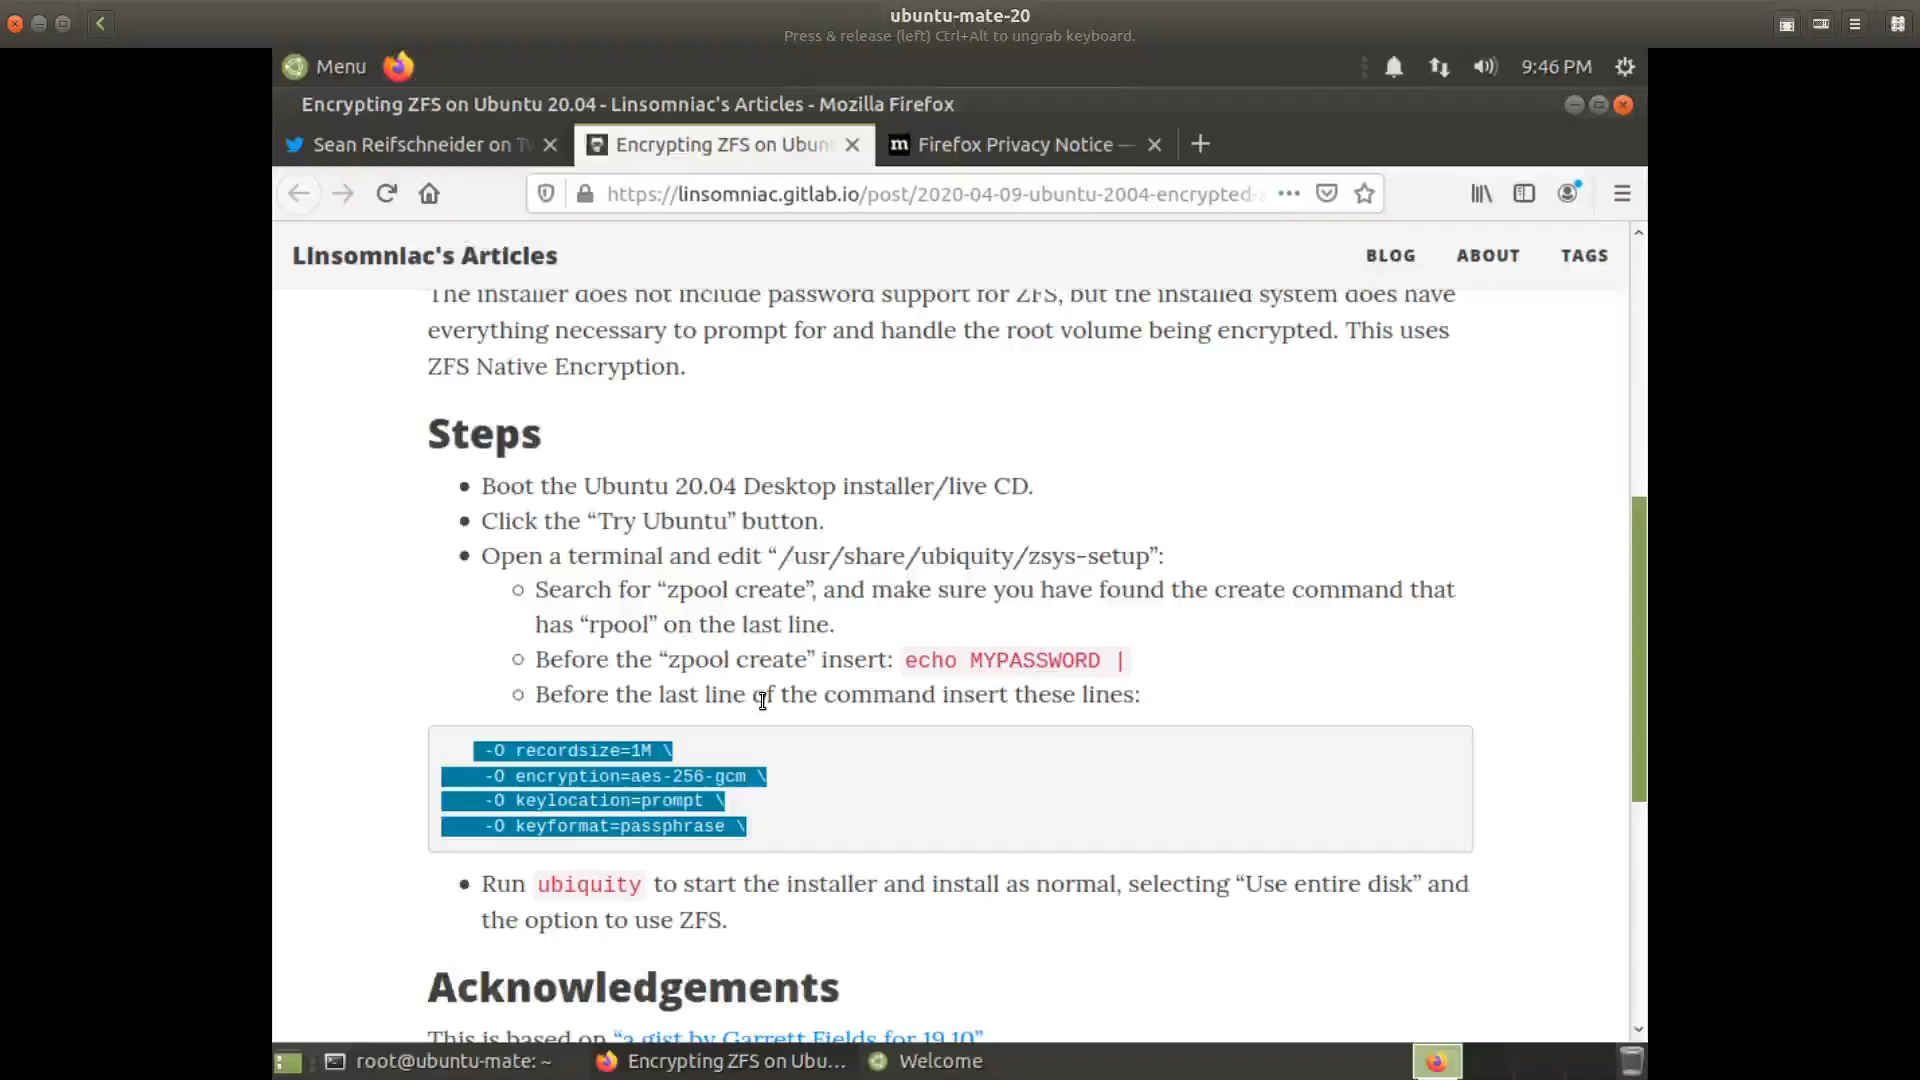 ubuntu-mate-20
Press & release (left) Ctrl+Alt to ungrab keyboard.
Menu
9:46 PM
Encrypting ZFS on Ubuntu 20.04 - Linsomniac's Articles - Mozilla Firefox
Sean Reifschneider on Tw
Encrypting ZFS on Ubun
Firefox Privacy Notice —
https://linsomniac.gitlab.io/post/2020-04-09-ubuntu-2004-encrypted-
Linsomniac's Articles
BLOG
ABOUT
TAGS
The installer does not include password support for ZFS, but the installed system does have
everything necessary to prompt for and handle the root volume being encrypted. This uses
ZFS Native Encryption.
Steps
Boot the Ubuntu 20.04 Desktop installer/live CD.
Click the “Try Ubuntu” button.
Open a terminal and edit “/usr/share/ubiquity/zsys-setup”:
Search for “zpool create”, and make sure you have found the create command that
has “rpool” on the last line.
Before the “zpool create” insert: echo MYPASSWORD |
Before the last line of the command insert these lines:
-O recordsize=1M \
-O encryption=aes-256-gcm \
-O keylocation=prompt \
-O keyformat=passphrase \
Run ubiquity to start the installer and install as normal, selecting “Use entire disk” and
the option to use ZFS.
Acknowledgements
This is based on “a gist by Garrett Fields for 19.10”
root@ubuntu-mate: ~
Encrypting ZFS on Ubu...
Welcome